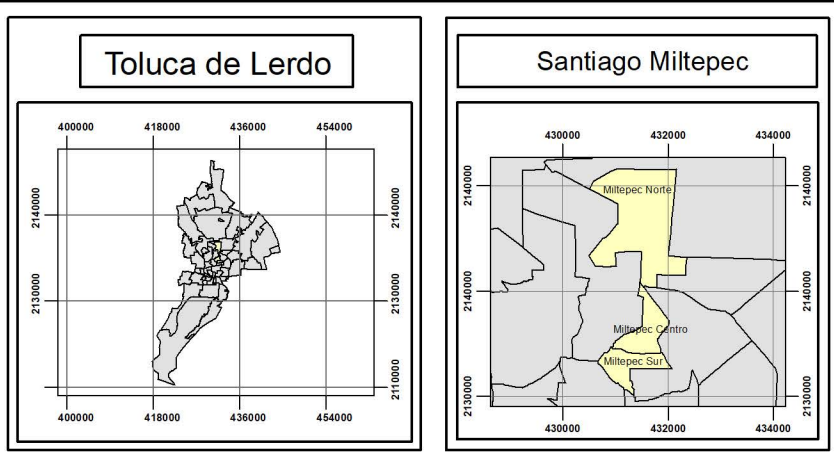 Toluca de Lerdo
400000 418000 436000 454000
2140000 2140000
2130000 2130000
2110000 2110000
400000 418000 436000 454000
Santiago Miltepec
430000 432000 434000
2140000 2140000
Miltepec Norte
2140000 2140000
Miltepec Centro
Miltepec Sur
2130000 2130000
430000 432000 434000